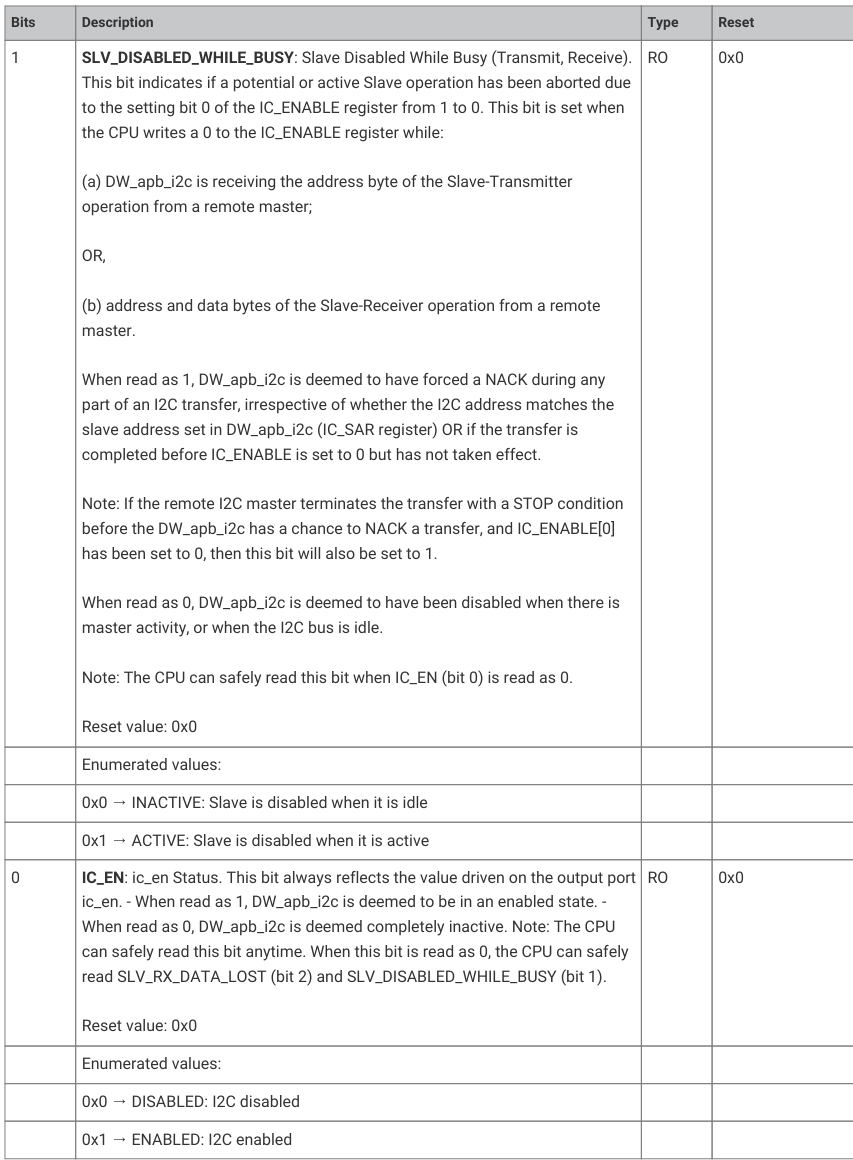 Bits Description Type Reset
1 SLV_DISABLED_WHILE_BUSY: Slave Disabled While Busy (Transmit, Receive). RO 0x0
This bit indicates if a potential or active Slave operation has been aborted due
to the setting bit 0 of the IC_ENABLE register from 1 to 0. This bit is set when
the CPU writes a 0 to the IC_ENABLE register while:
(a) DW_apb_i2c is receiving the address byte of the Slave-Transmitter
operation from a remote master;
OR,
(b) address and data bytes of the Slave-Receiver operation from a remote
master.
When read as 1, DW_apb_i2c is deemed to have forced a NACK during any
part of an I2C transfer, irrespective of whether the I2C address matches the
slave address set in DW_apb_i2c (IC_SAR register) OR if the transfer is
completed before IC_ENABLE is set to 0 but has not taken effect.
Note: If the remote I2C master terminates the transfer with a STOP condition
before the DW_apb_i2c has a chance to NACK a transfer, and IC_ENABLE[0]
has been set to 0, then this bit will also be set to 1.
When read as 0, DW_apb_i2c is deemed to have been disabled when there is
master activity, or when the I2C bus is idle.
Note: The CPU can safely read this bit when IC_EN (bit 0) is read as 0.
Reset value: 0x0
Enumerated values:
0x0 → INACTIVE: Slave is disabled when it is idle
0x1 → ACTIVE: Slave is disabled when it is active
0 IC_EN: ic_en Status. This bit always reflects the value driven on the output port RO 0x0
ic_en. - When read as 1, DW_apb_i2c is deemed to be in an enabled state. -
When read as 0, DW_apb_i2c is deemed completely inactive. Note: The CPU
can safely read this bit anytime. When this bit is read as 0, the CPU can safely
read SLV_RX_DATA_LOST (bit 2) and SLV_DISABLED_WHILE_BUSY (bit 1).
Reset value: 0x0
Enumerated values:
0x0 → DISABLED: I2C disabled
0x1 → ENABLED: I2C enabled